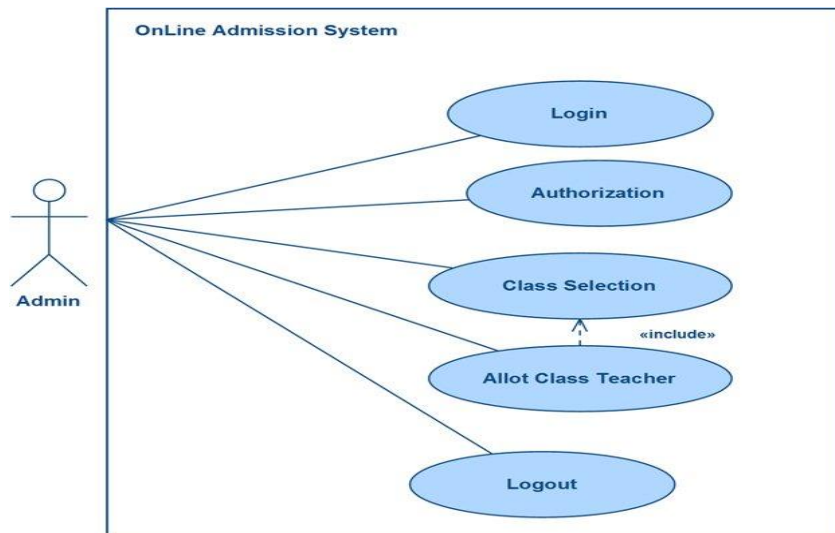 OnLine Admission System
Login
Authorization
Class Selection
«include»
Allot Class Teacher
Logout
Admin